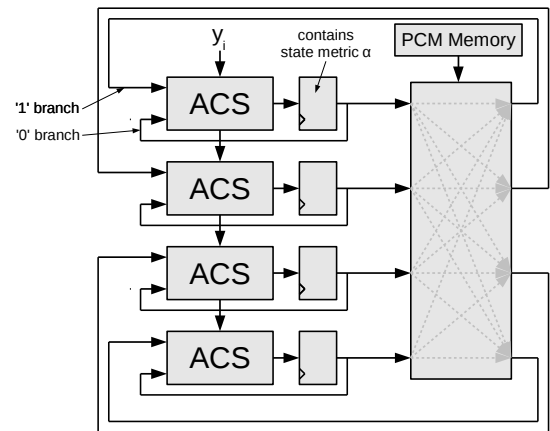 contains
state metric α
yᵢ
PCM Memory
ACS
'1' branch
'0' branch
ACS
ACS
ACS